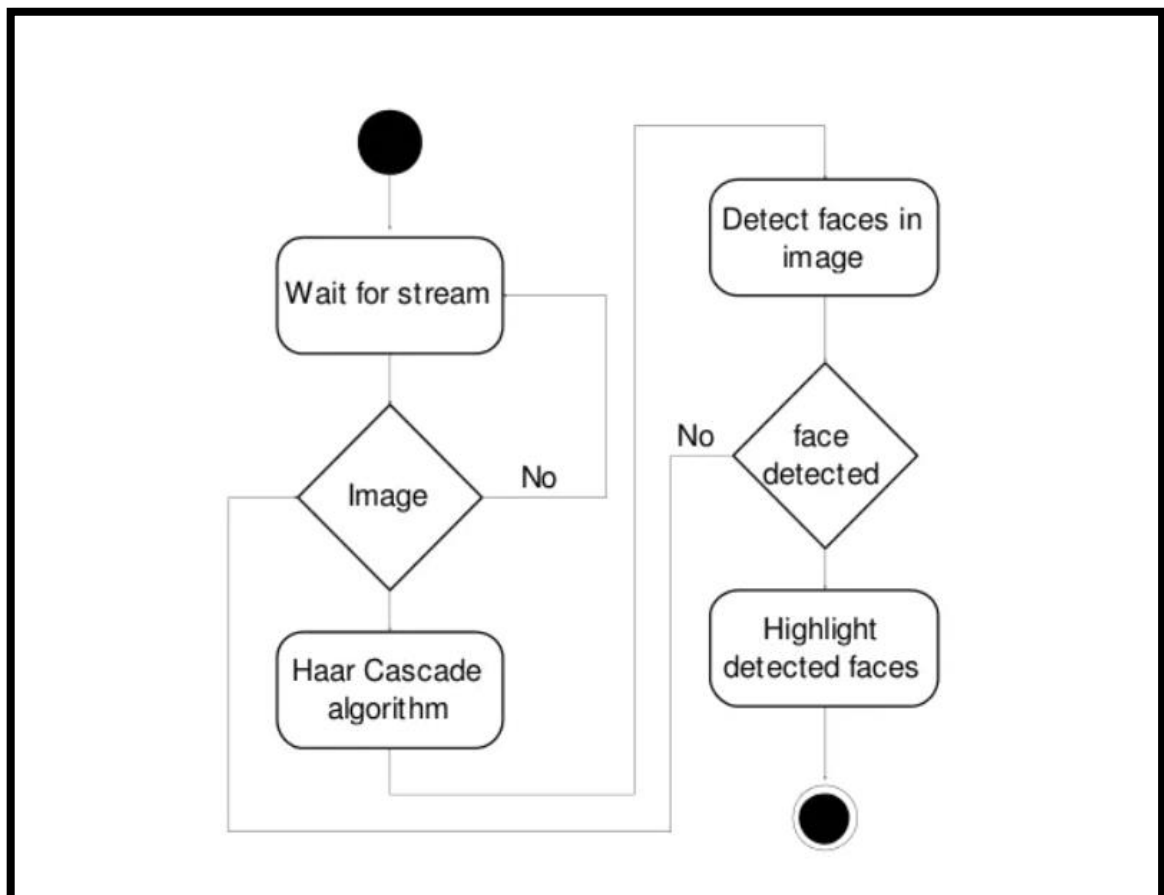 Wait for stream
Image
No
Haar Cascade
algorithm
Detect faces in
image
face
detected
No
Highlight
detected faces